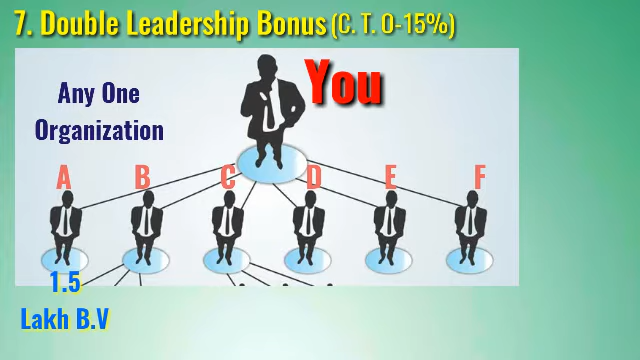 7. Double Leadership Bonus (C. T. 0-15%)
You
Any One
Organization
A B C D E F
1.5
Lakh B.V